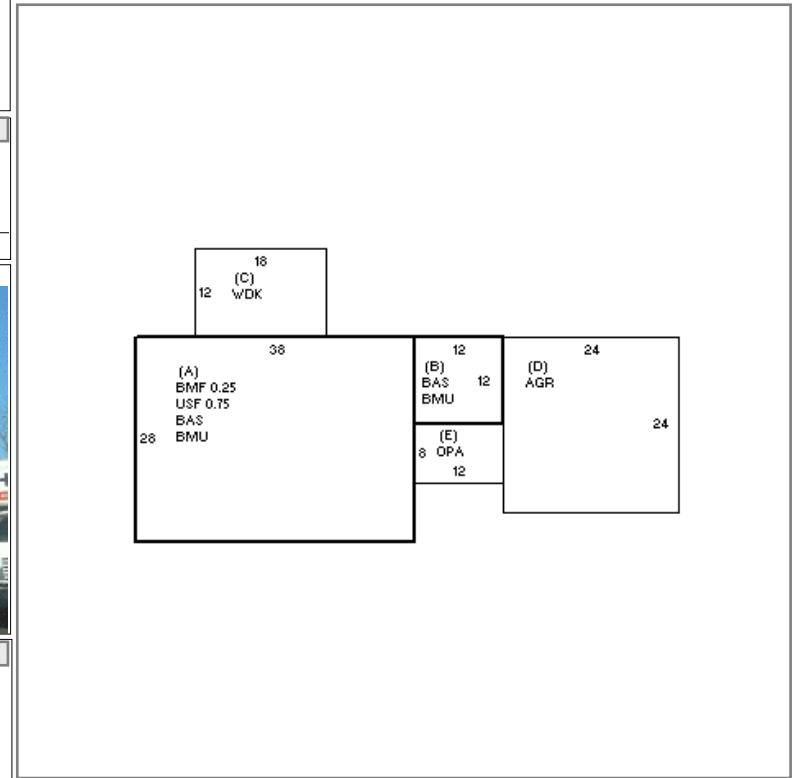 18
(C)
12 WDK
38
(A)
BMF 0.25
USF 0.75
BAS
BMU
28
12
(B)
BAS 12
BMU
24
(D)
AGR
24
(E)
8 OPA
12